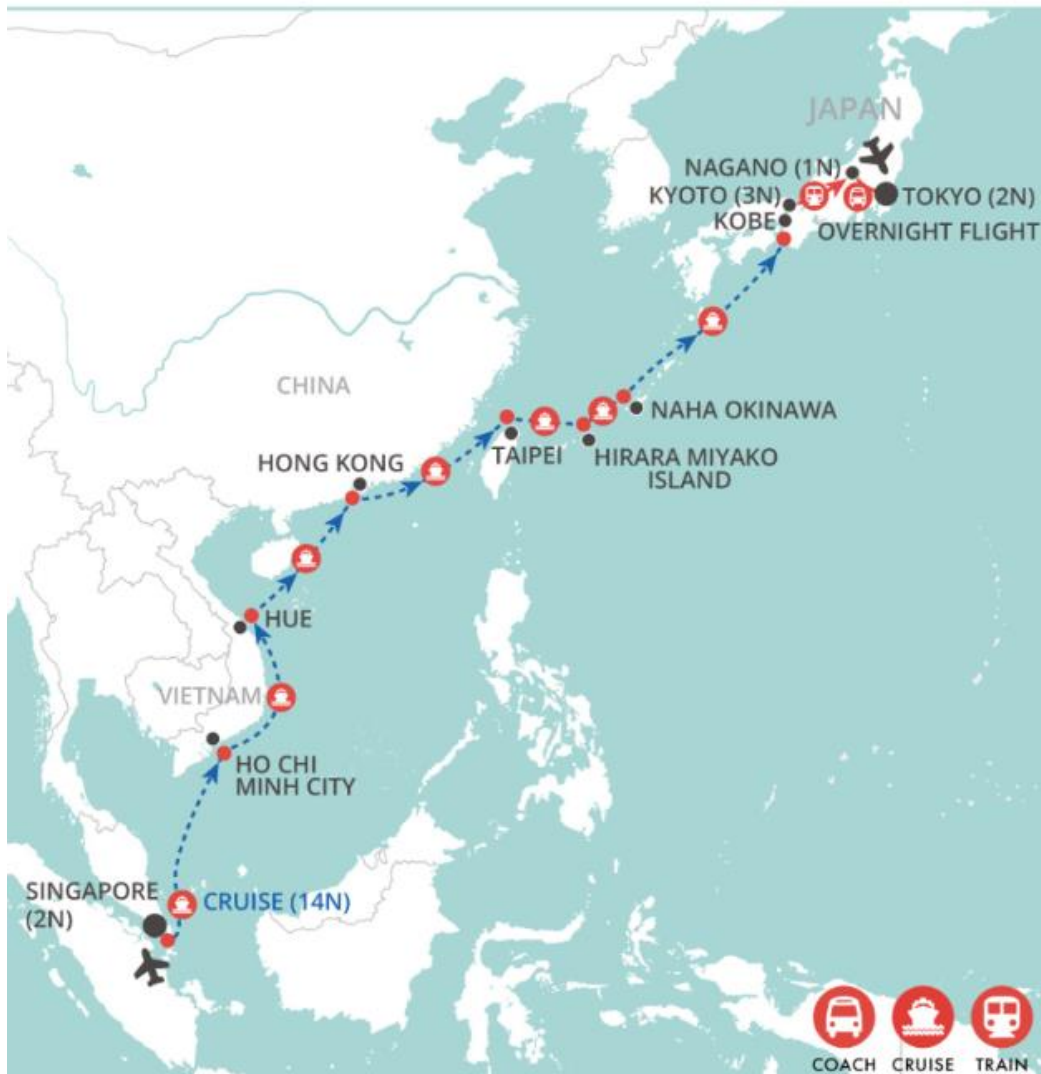 JAPAN
NAGANO (1N)
KYOTO (3N)
TOKYO (2N)
KOBE
OVERNIGHT FLIGHT
CHINA
NAHA OKINAWA
TAIPEI
HIRARA MIYAKO
ISLAND
HONG KONG
HUE
VIETNAM
HO CHI
MINH CITY
SINGAPORE
(2N)
CRUISE (14N)
COACH
CRUISE
TRAIN